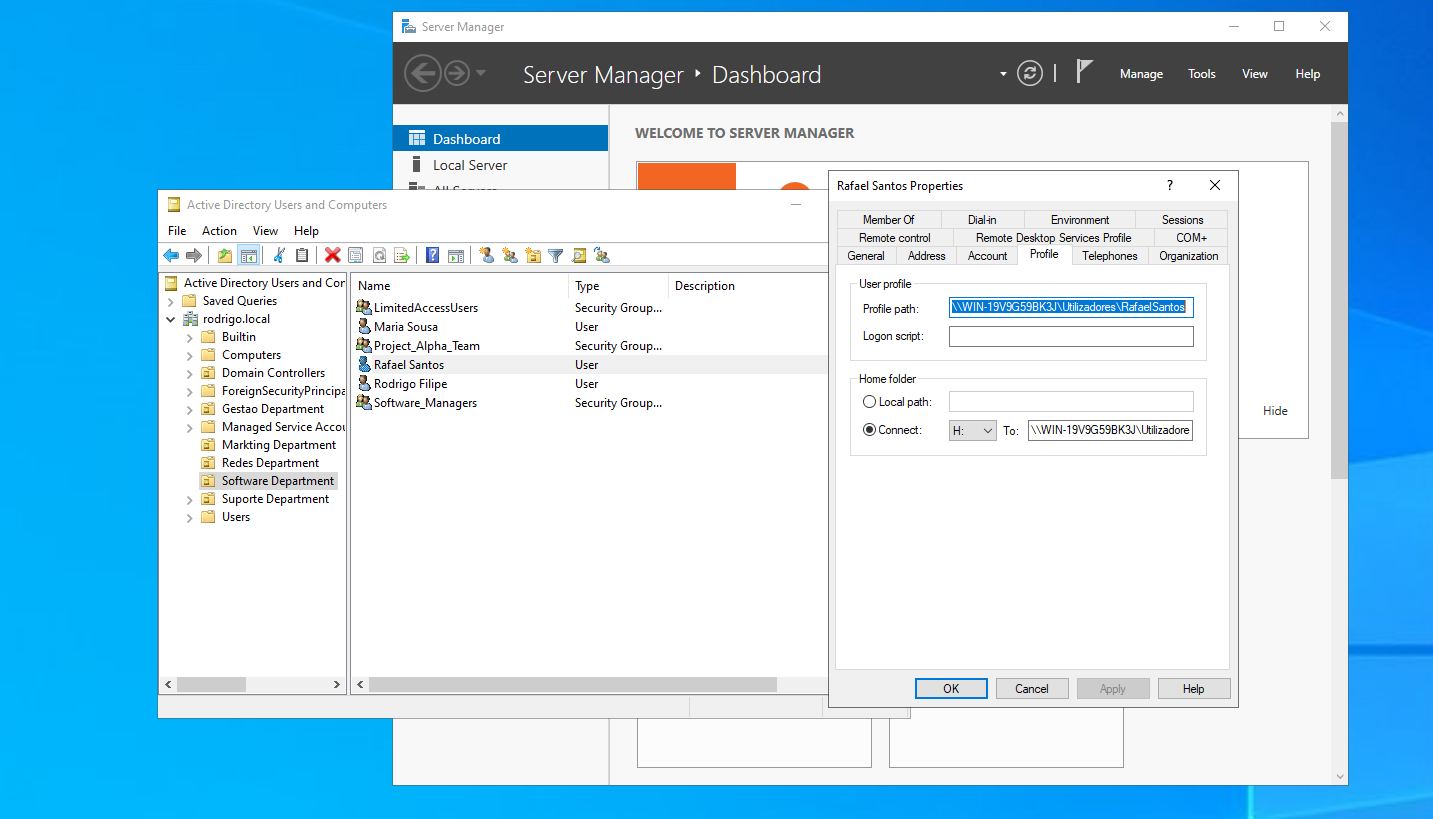 Server Manager
Server Manager Dashboard
Manage Tools View Help
Dashboard
Local Server
All Servers
WELCOME TO SERVER MANAGER
Hide
Active Directory Users and Computers
File Action View Help
Active Directory Users and Cor
Saved Queries
rodrigo.local
Builtin
Computers
Domain Controllers
ForeignSecurityPrincipa
Gestao Department
Managed Service Accou
Markting Department
Redes Department
Software Department
Suporte Department
Users
Name Type Description
LimitedAccessUsers Security Group...
Maria Sousa User
Project_Alpha_Team Security Group...
Rafael Santos User
Rodrigo Filipe User
Software_Managers Security Group...
Rafael Santos Properties
Member Of Dial-in Environment Sessions
Remote control Remote Desktop Services Profile COM+
General Address Account Profile Telephones Organization
User profile
Profile path: \\WIN-19V9G59BK3J\Utilizadores\RafaelSantos
Logon script:
Home folder
Local path:
Connect: H: To: \\WIN-19V9G59BK3J\Utilizadore
OK Cancel Apply Help